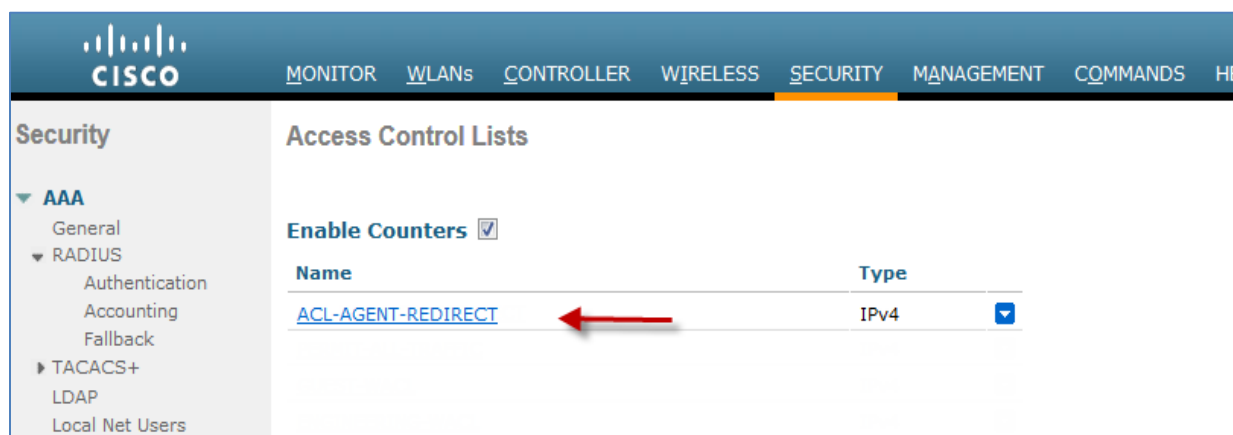 CISCO
MONITOR WLANs CONTROLLER WIRELESS SECURITY MANAGEMENT COMMANDS
Security
AAA
General
RADIUS
Authentication
Accounting
Fallback
TACACS+
LDAP
Local Net Users
Access Control Lists
Enable Counters
Name Type
ACL-AGENT-REDIRECT IPv4